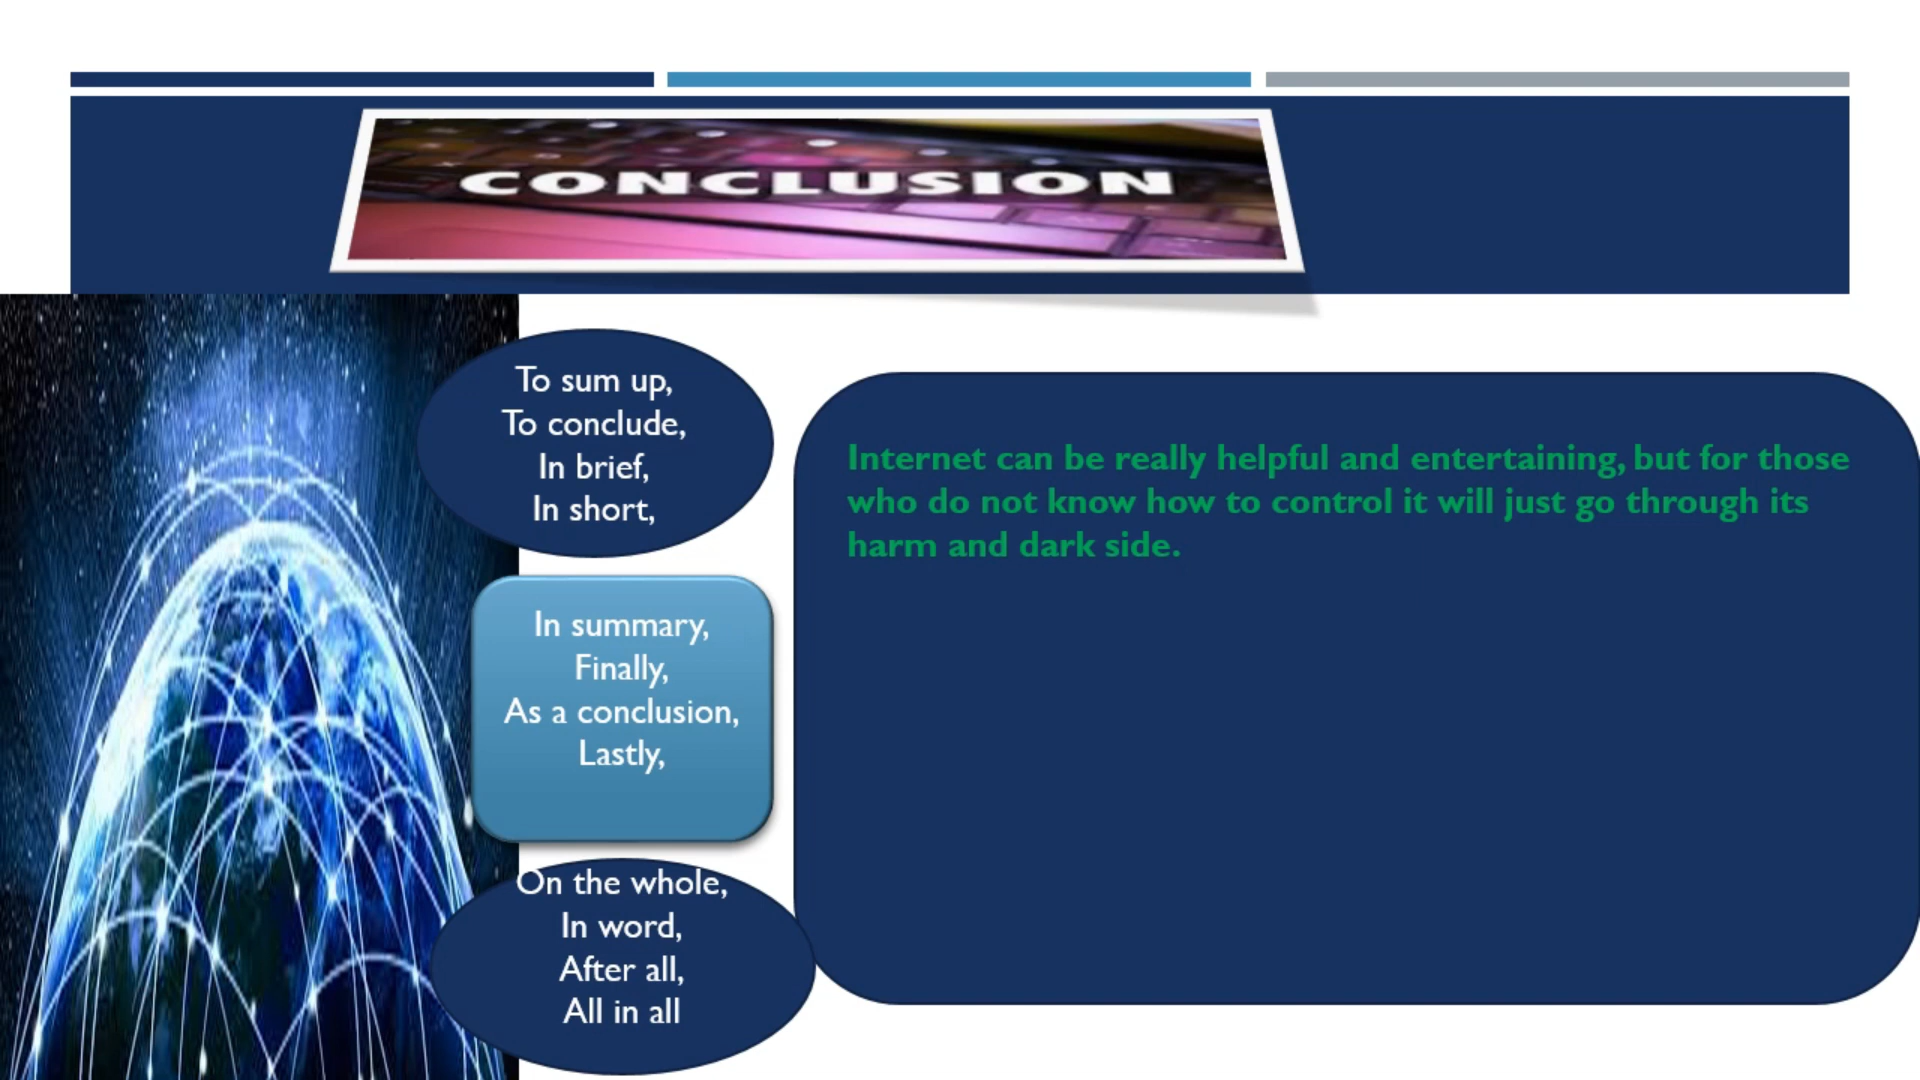 CONCLUSION
To sum up,
To conclude,
In brief,
In short,
In summary,
Finally,
As a conclusion,
Lastly,
On the whole,
In word,
After all,
All in all
Internet can be really helpful and entertaining, but for those
who do not know how to control it will just go through its
harm and dark side.